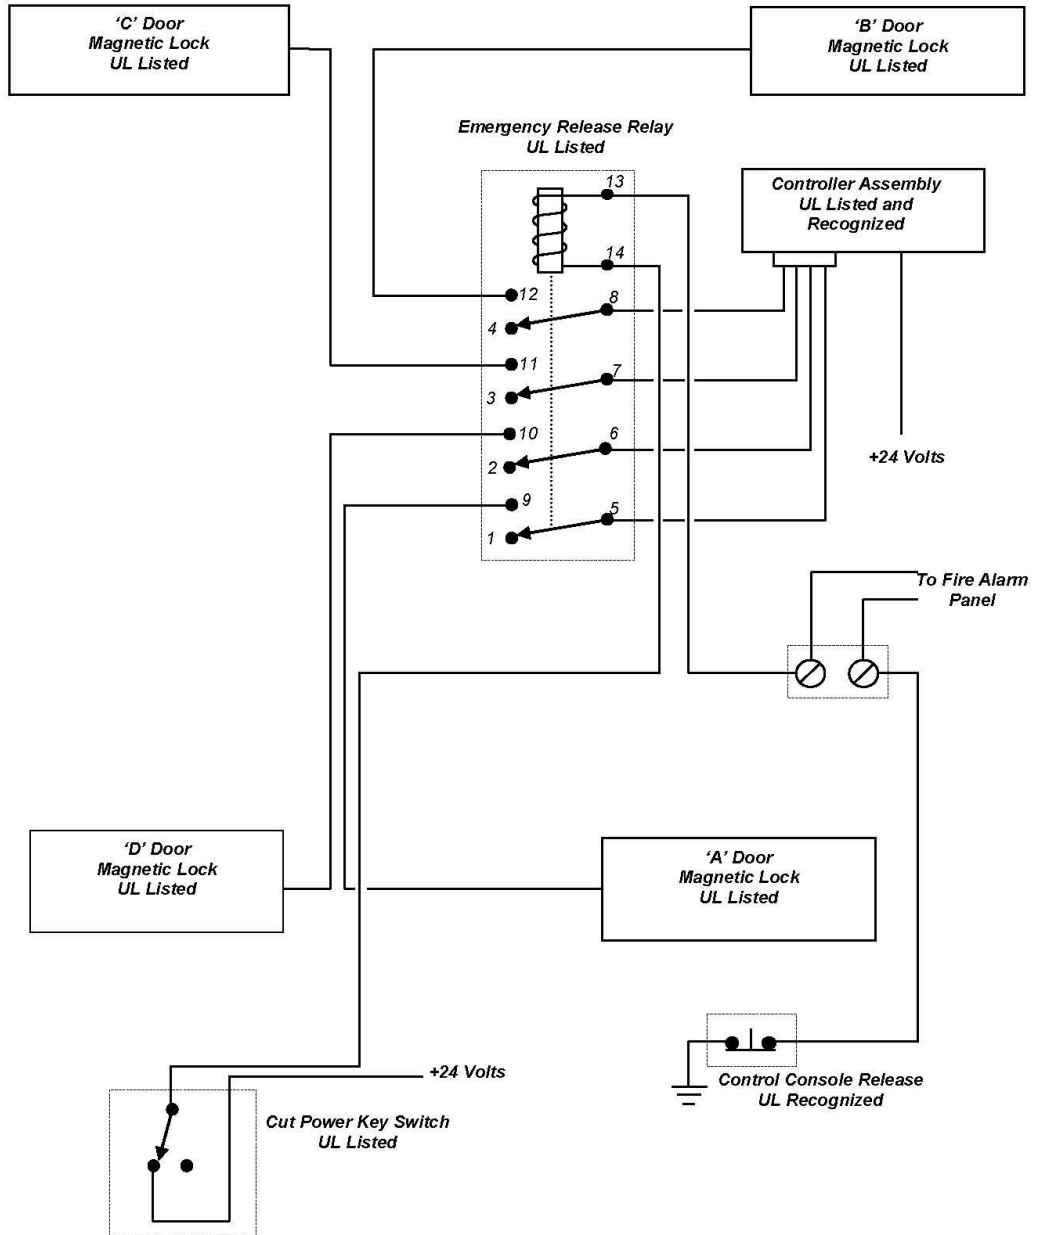 ‘C’ Door
Magnetic Lock
UL Listed
‘B’ Door
Magnetic Lock
UL Listed
Emergency Release Relay
UL Listed
13
14
12
8
4
11
7
3
10
6
2
9
5
1
Controller Assembly
UL Listed and
Recognized
+24 Volts
To Fire Alarm
Panel
‘D’ Door
Magnetic Lock
UL Listed
‘A’ Door
Magnetic Lock
UL Listed
Control Console Release
UL Recognized
+24 Volts
Cut Power Key Switch
UL Listed